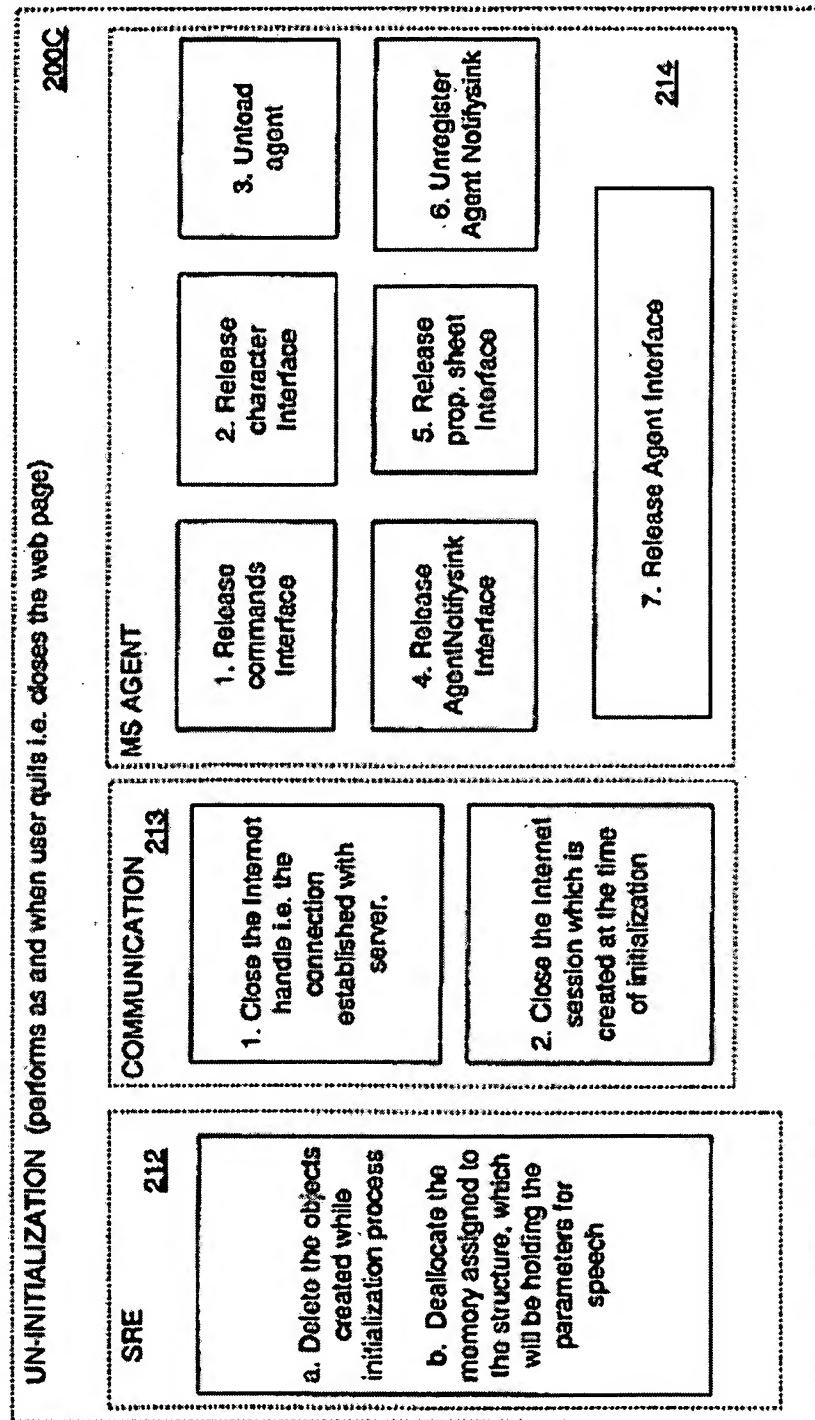 UN-INITIALIZATION (performs as and when user quits i.e. closes the web page)
200C
SRE
212
a. Delete the objects
created while
initialization process
b. Deallocate the
memory assigned to
the structure, which
will be holding the
parameters for
speech
COMMUNICATION
213
1. Close the Internet
handle i.e. the
connection
established with
server.
2. Close the Internet
session which is
created at the time
of initialization
MS AGENT
1. Release
commands
Interface
2. Release
character
Interface
3. Unload
agent
4. Release
AgentNotifysink
Interface
5. Release
prop. sheet
Interface
6. Unregister
Agent Notifysink
7. Release Agent Interface
214